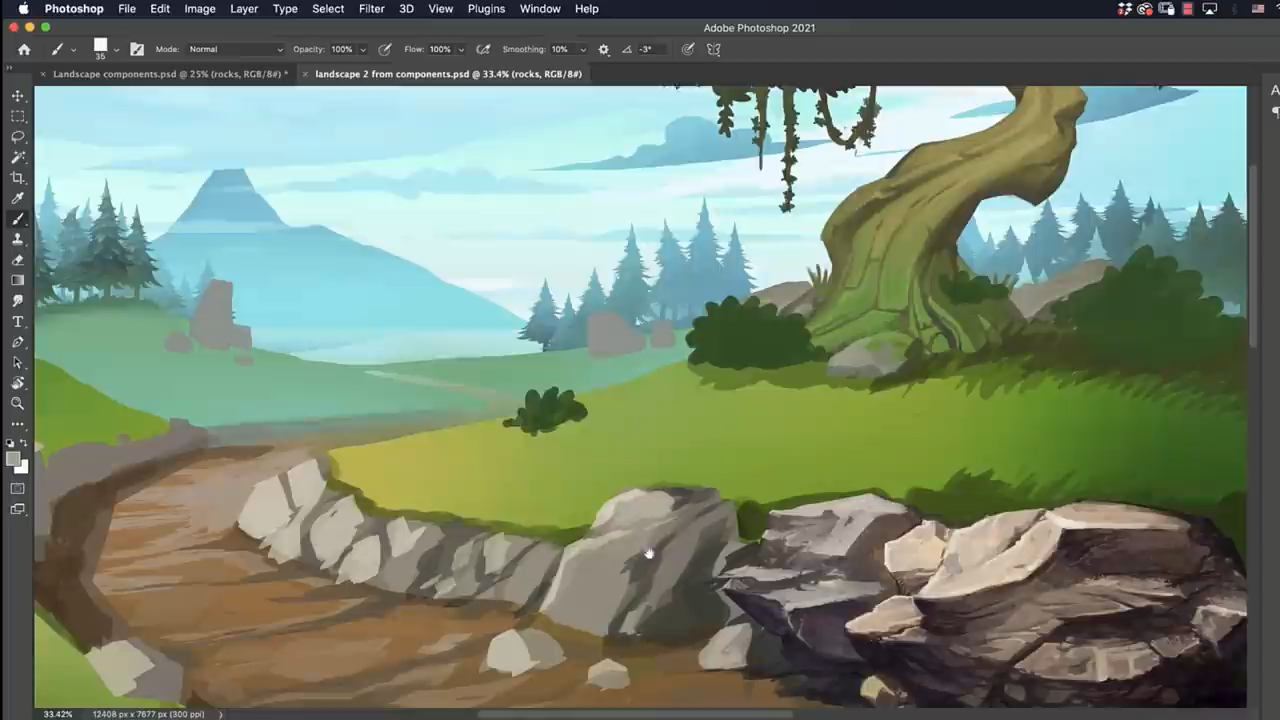 Photoshop File Edit Image Layer Type Select Filter 3D View Plugins Window Help
Adobe Photoshop 2021
35 Mode: Normal Opacity: 100% Flow: 100% Smoothing: 10% -3°
Landscape components.psd @ 25% (rocks, RGB/8#) * landscape 2 from components.psd @ 33.4% (rocks, RGB/8#)
33.42% 12408 px x 7677 px (300 ppi)